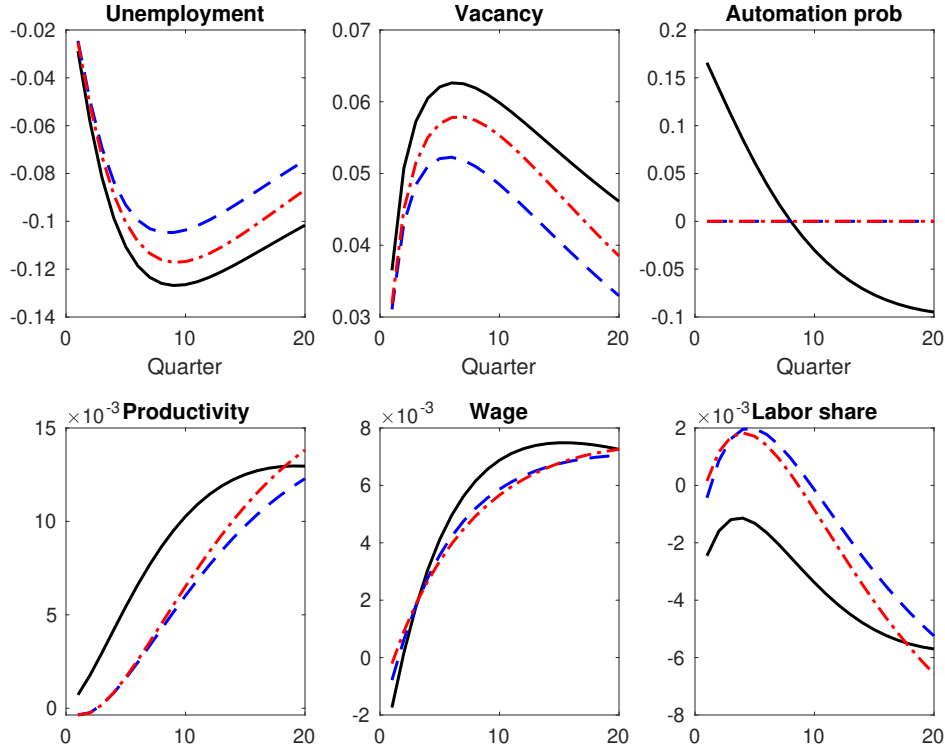 Unemployment
-0.02
-0.04
-0.06
-0.08
-0.1
-0.12
-0.14
0 10 20
Quarter
Vacancy
0.07
0.06
0.05
0.04
0.03
0 10 20
Quarter
Automation prob
0.2
0.15
0.1
0.05
0
-0.05
-0.1
0 10 20
Quarter
×10⁻³ Productivity
15
10
5
0
0 10 20
×10⁻³ Wage
8
6
4
2
0
-2
0 10 20
×10⁻³ Labor share
2
0
-2
-4
-6
-8
0 10 20